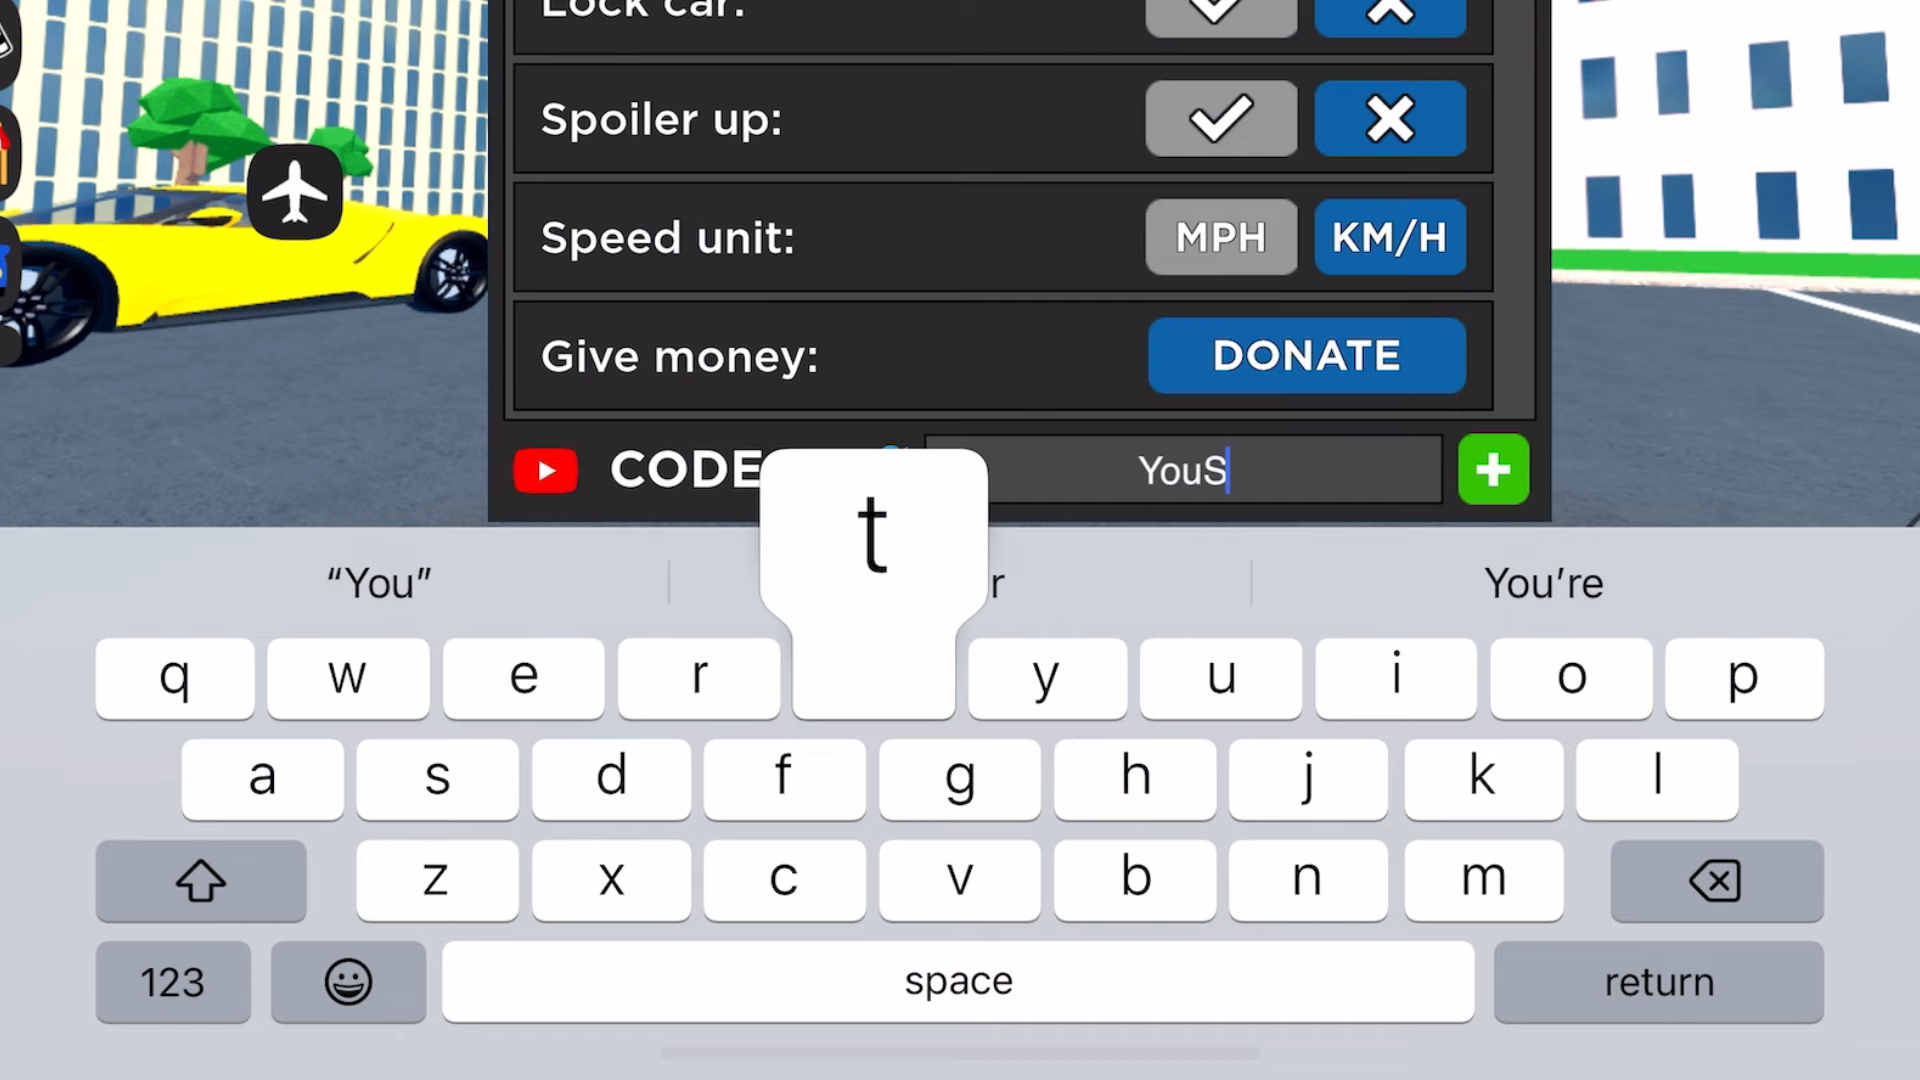 Lock car:
Spoiler up:
Speed unit: MPH KM/H
Give money: DONATE
CODE YouS
t
“You” r You’re
q w e r y u i o p
a s d f g h j k l
z x c v b n m
123 space return